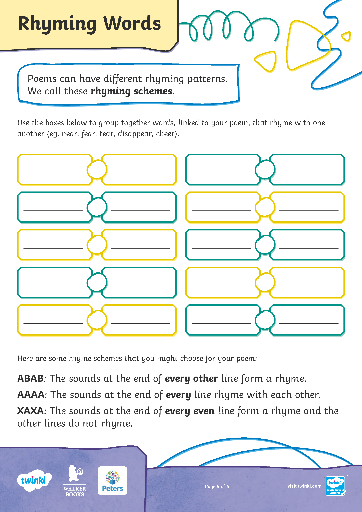 Rhyming Words
Poems can have different rhyming patterns.
We call these rhyming schemes.
Use the boxes below to group together words, linked to your poem, that rhyme with one
another (eg. near, fear, tear, disappear, cheer).
Here are some rhyme schemes that you might choose for your poem:
ABAB: The sounds at the end of every other line form a rhyme.
AAAA: The sounds at the end of every line rhyme with each other.
XAXA: The sounds at the end of every even line form a rhyme and the
other lines do not rhyme.
twinkl
WALKER
BOOKS
Peters
visit twinkl.com